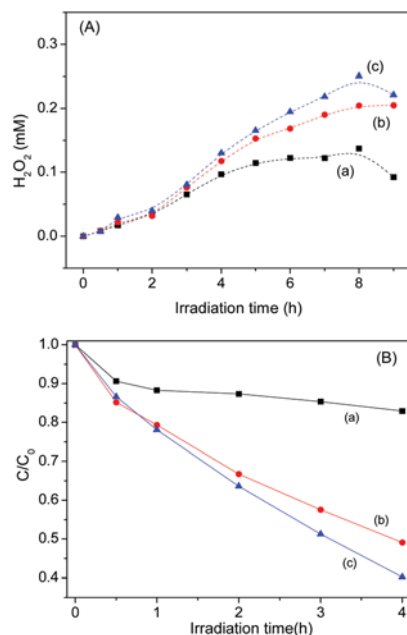 (A)
0.3
0.2
0.1
0.0
H₂O₂ (mM)
(c)
(b)
(a)
0 2 4 6 8
Irradiation time (h)
(B)
1.0
0.9
0.8
0.7
0.6
0.5
0.4
C/C₀
(a)
(b)
(c)
0 1 2 3 4
Irradiation time(h)